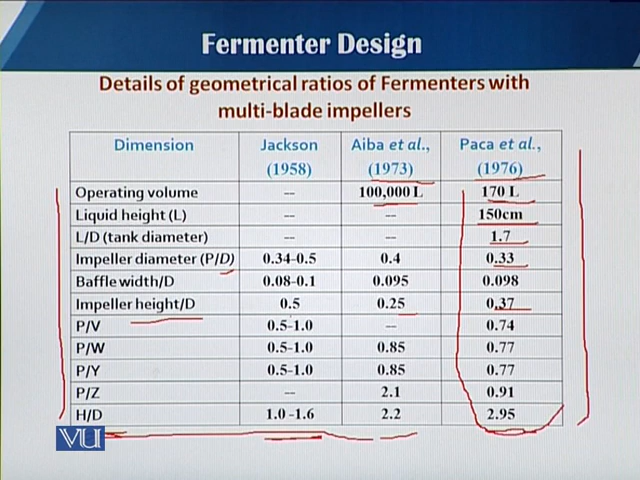 Fermenter Design
Details of geometrical ratios of Fermenters with
multi-blade impellers
Dimension Jackson (1958) Aiba et al., (1973) Paca et al., (1976)
Operating volume -- 100,000 L 170 L
Liquid height (L) -- -- 150cm
L/D (tank diameter) -- -- 1.7
Impeller diameter (P/D) 0.34-0.5 0.4 0.33
Baffle width/D 0.08-0.1 0.095 0.098
Impeller height/D 0.5 0.25 0.37
P/V 0.5-1.0 -- 0.74
P/W 0.5-1.0 0.85 0.77
P/Y 0.5-1.0 0.85 0.77
P/Z -- 2.1 0.91
H/D 1.0 -1.6 2.2 2.95
VU